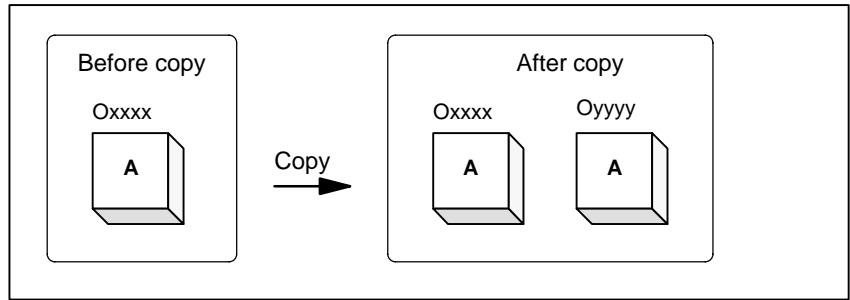 Before copy
Oxxxx
A
Copy
After copy
Oxxxx
Oyyyy
A
A